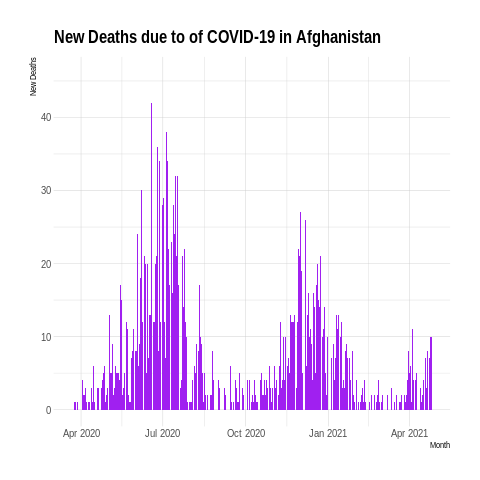 New Deaths due to of COVID-19 in Afghanistan
New Deaths
40
30
20
10
0
Apr 2020 Jul 2020 Oct 2020 Jan 2021 Apr 2021
Month